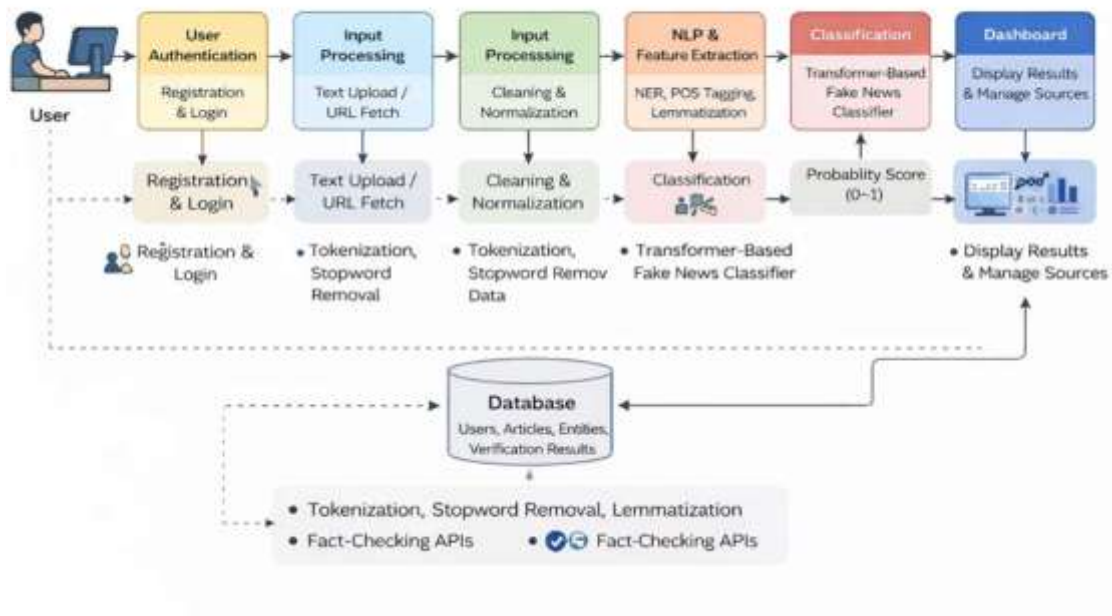 User
User
Authentication
Registration
& Login
Input
Processing
Text Upload /
URL Fetch
Input
Processsing
Cleaning &
Normalization
NLP &
Feature Extraction
NER, POS Tagging,
Lemmatization
Classification
Transformer-Based
Fake News
Classifier
Dashboard
Display Results
& Manage Sources
Registration
& Login
Text Upload /
URL Fetch
Cleaning &
Normalization
Classification
Probablity Score
(0–1)
Registration &
Login
• Tokenization,
Stopword
Removal
• Tokenization,
Stopword Remov
Data
• Transformer-Based
Fake News Classifier
• Display Results
& Manage Sources
Database
Users, Articles, Entities,
Verification Results
• Tokenization, Stopword Removal, Lemmatization
• Fact-Checking APIs
• Fact-Checking APIs